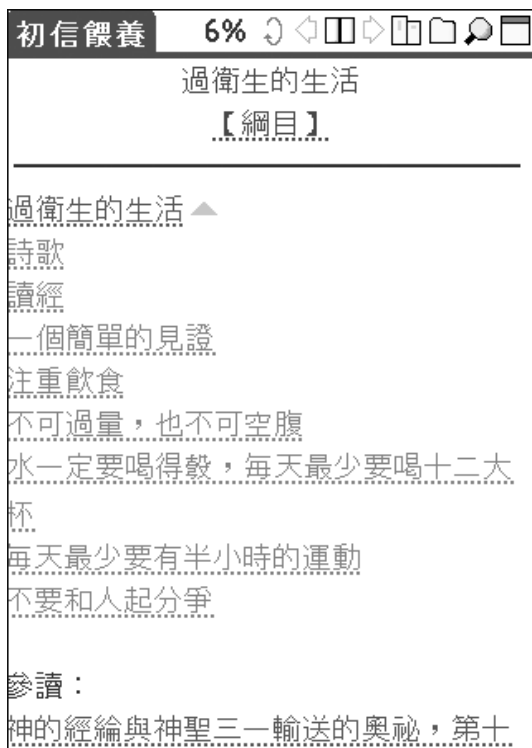 初信餵養 6%
過衛生的生活
【綱目】
過衛生的生活
詩歌
讀經
一個簡單的見證
注重飲食
不可過量，也不可空腹
水一定要喝得彀，每天最少要喝十二大
杯
每天最少要有半小時的運動
不要和人起分爭
參讀：
神的經綸與神聖三一輸送的奧祕，第十